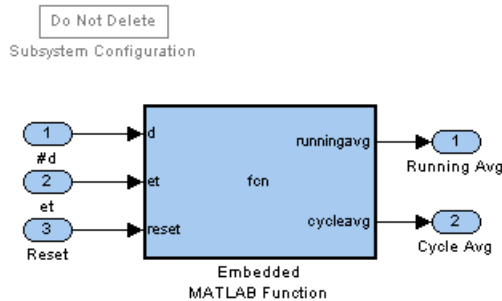 Do Not Delete
Subsystem Configuration
1
d
runningavg
1
#d
Running Avg
2
et
fcn
et
3
reset
cycleavg
2
Reset
Cycle Avg
Embedded
MATLAB Function